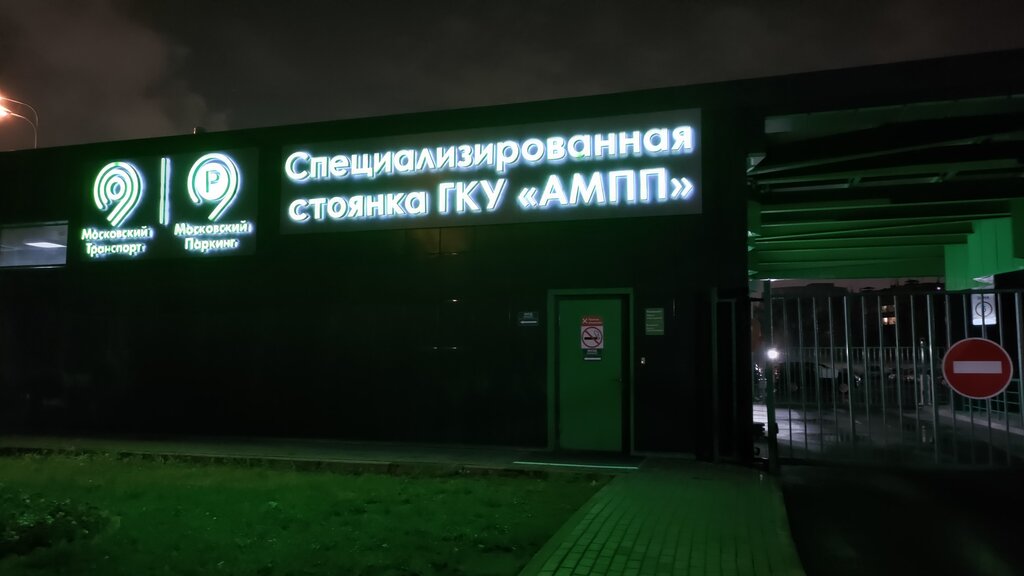 Московский
Транспорт
P
Московский
Паркинг
Специализированная
стоянка ГКУ «АМПП»